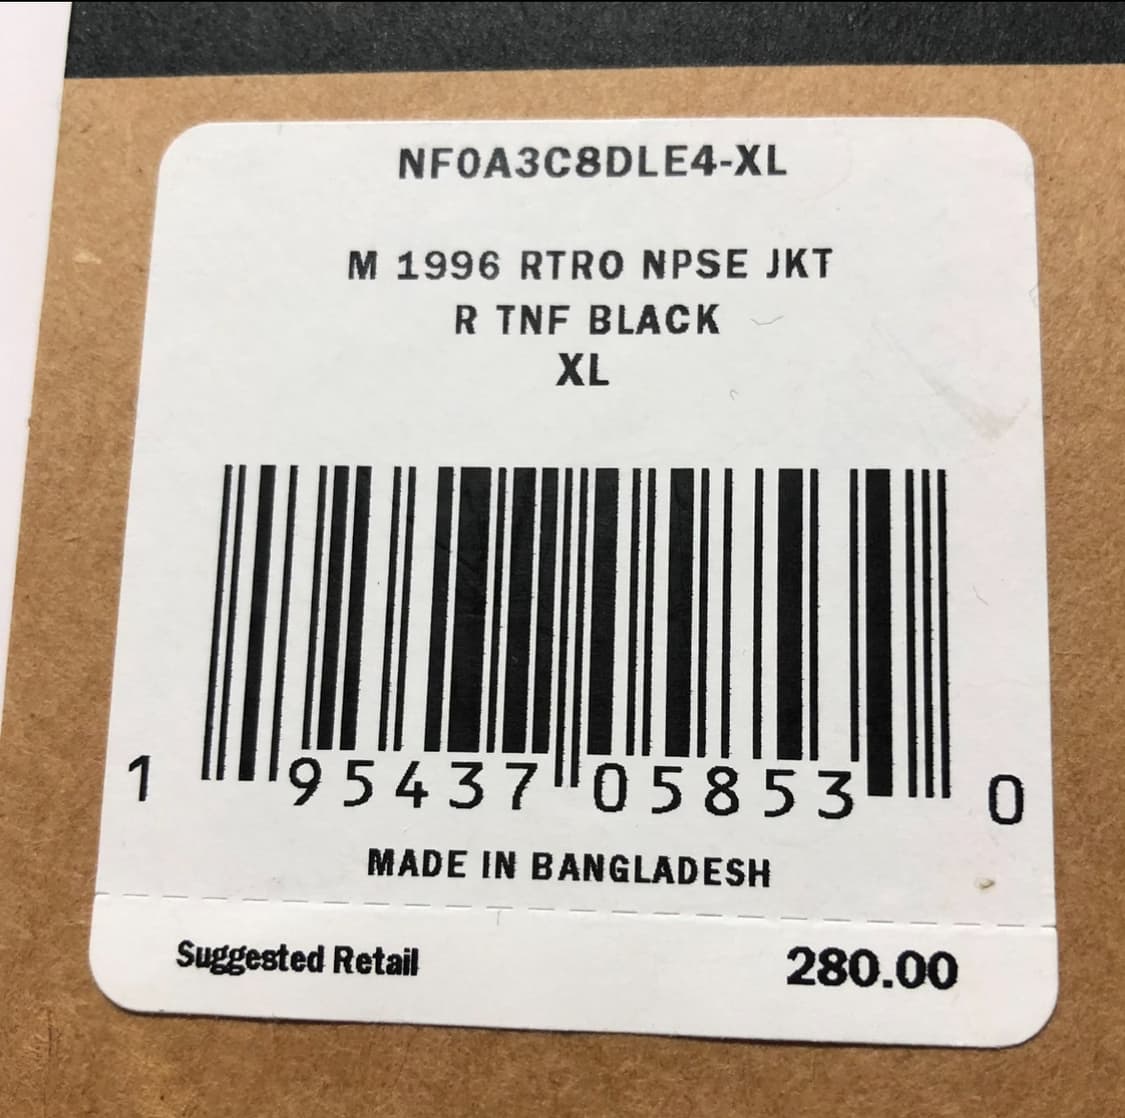 NF0A3C8DLE4-XL
M 1996 RTRO NPSE JKT
R TNF BLACK
XL
1 95437 05853 0
MADE IN BANGLADESH
Suggested Retail 280.00